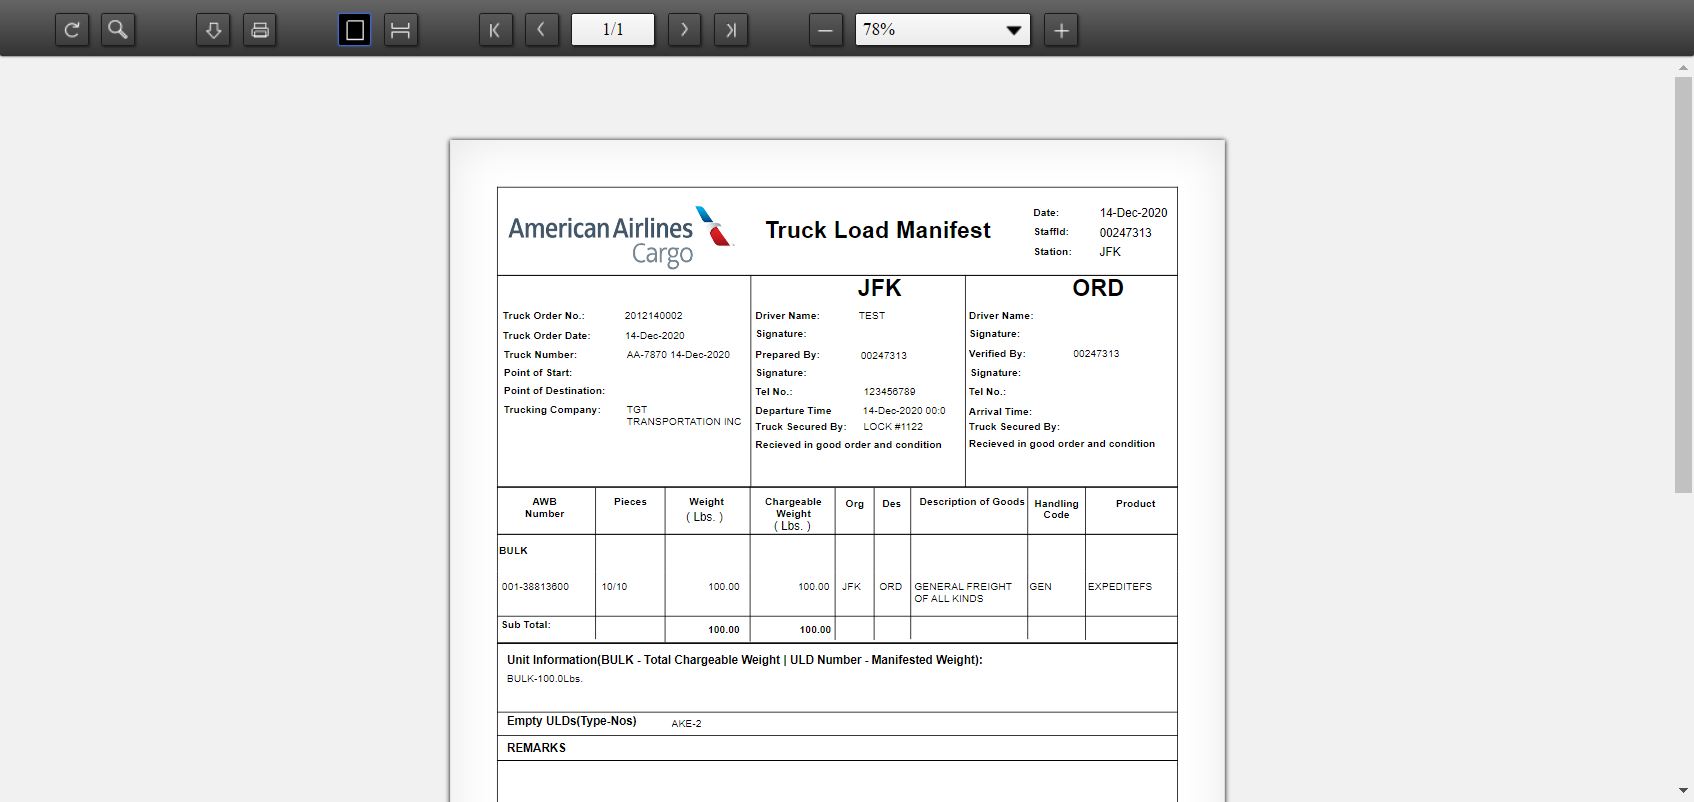 1/1
78%
American Airlines
Cargo
Truck Load Manifest
Date: 14-Dec-2020
StaffId: 00247313
Station: JFK
JFK
ORD
Truck Order No.: 2012140002
Truck Order Date: 14-Dec-2020
Truck Number: AA-7870 14-Dec-2020
Point of Start:
Point of Destination:
Trucking Company: TGT
TRANSPORTATION INC
Driver Name: TEST
Signature:
Prepared By: 00247313
Signature:
Tel No.: 123456789
Departure Time 14-Dec-2020 00:0
Truck Secured By: LOCK #1122
Recieved in good order and condition
Driver Name:
Signature:
Verified By: 00247313
Signature:
Tel No.:
Arrival Time:
Truck Secured By:
Recieved in good order and condition
AWB
Number
Pieces
Weight
( Lbs. )
Chargeable
Weight
( Lbs. )
Org
Des
Description of Goods
Handling
Code
Product
BULK
001-38813600 10/10 100.00 100.00 JFK ORD GENERAL FREIGHT GEN EXPEDITEFS
OF ALL KINDS
Sub Total: 100.00 100.00
Unit Information(BULK - Total Chargeable Weight | ULD Number - Manifested Weight):
BULK-100.0Lbs.
Empty ULDs(Type-Nos) AKE-2
REMARKS